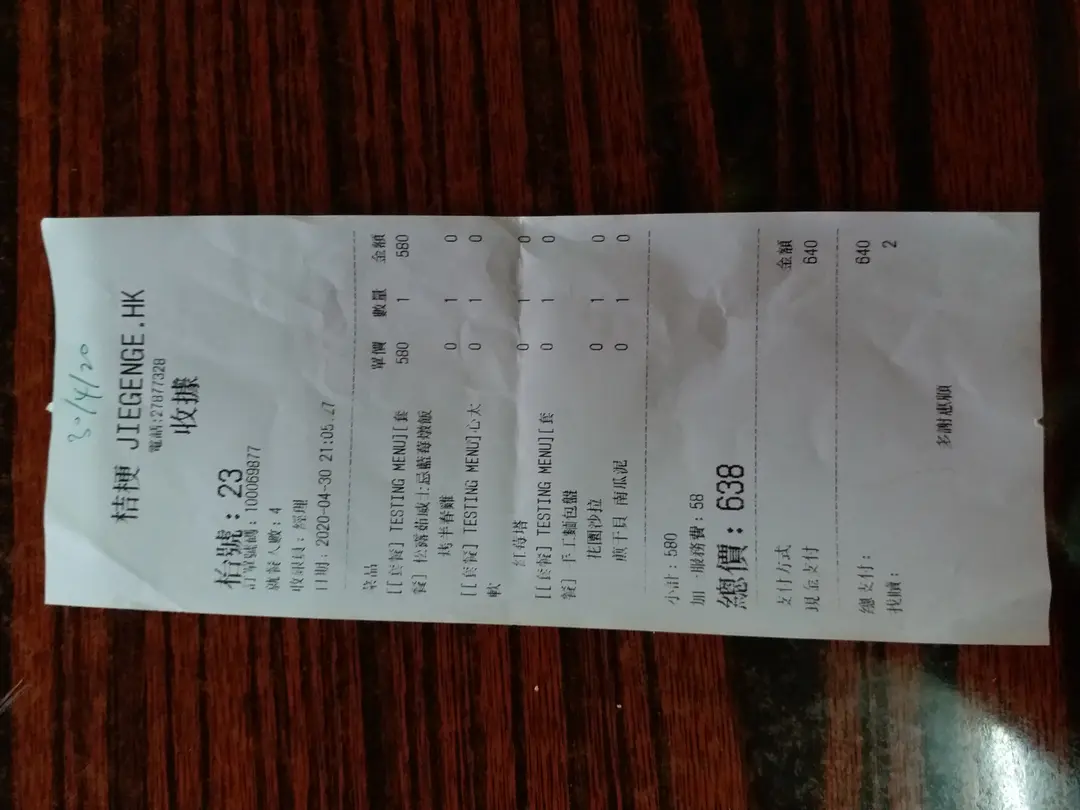 30/4/20
桔梗 JIEGENGE.HK
電話:27877328
收據
枱號: 23
訂單號碼: 100069877
就餐人數: 4
收銀員: 經理
日期: 2020-04-30 21:05:27
菜品 單價 數量 金額
[[套餐] TESTING MENU][套 580 1 580
餐] 松露茹威士忌藍莓燉飯
烤半春雞 0 1 0
[[套餐] TESTING MENU]心太 0 1 0
軟
紅莓塔 0 1 0
[[套餐] TESTING MENU][套 0 1 0
餐] 手工麵包盤
花園沙拉 0 1 0
煎干貝 南瓜泥 0 1 0
小計: 580
加一服務費: 58
總價: 638
支付方式 金額
現金支付 640
總支付: 640
找贖: 2
多謝惠顧